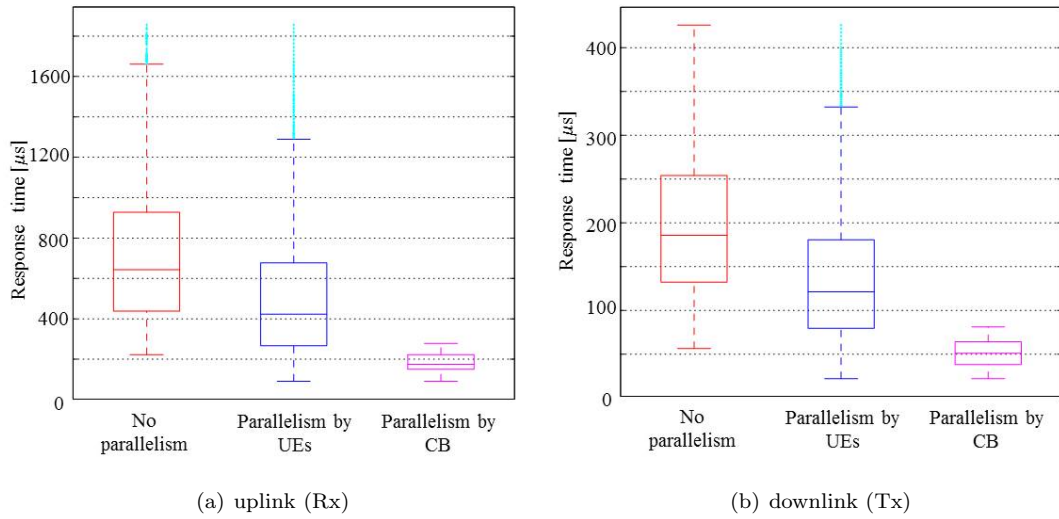 Response time [μs]
1600
1200
800
400
0
No
parallelism
Parallelism by
UEs
Parallelism by
CB
(a) uplink (Rx)
Response time [μs]
400
300
200
100
0
No
parallelism
Parallelism by
UEs
Parallelism by
CB
(b) downlink (Tx)